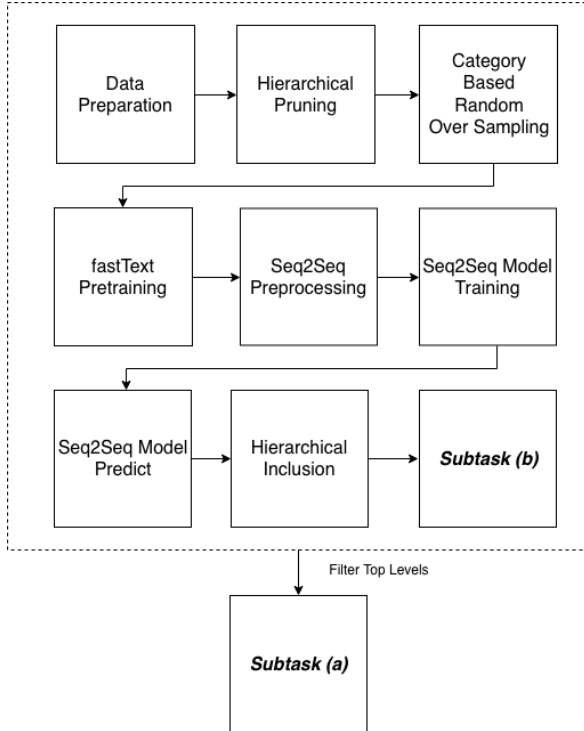 Data
Preparation
Hierarchical
Pruning
Category
Based
Random
Over Sampling
fastText
Pretraining
Seq2Seq
Preprocessing
Seq2Seq Model
Training
Seq2Seq Model
Predict
Hierarchical
Inclusion
Subtask (b)
Filter Top Levels
Subtask (a)